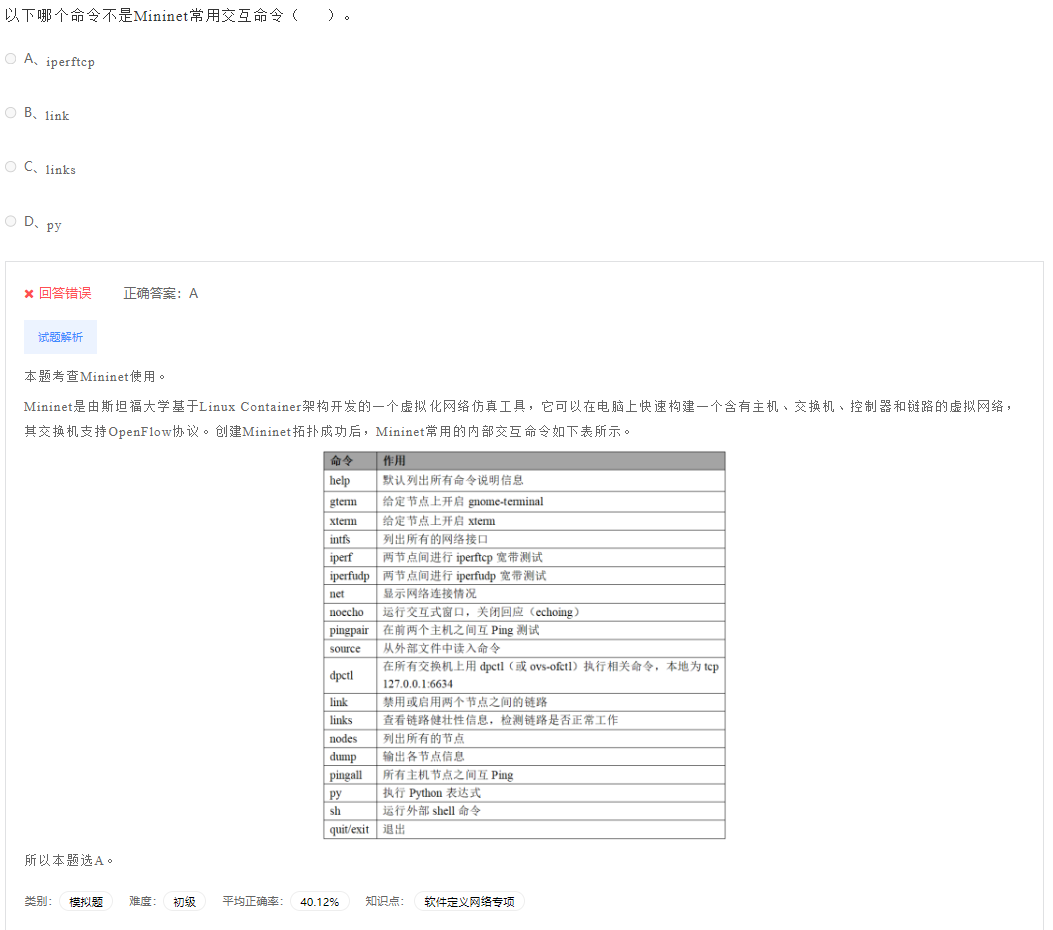 以下哪个命令不是Mininet常用交互命令（　　）。
A、iperftcp
B、link
C、links
D、py
✖ 回答错误 正确答案：A
试题解析
本题考查Mininet使用。
Mininet是由斯坦福大学基于Linux Container架构开发的一个虚拟化网络仿真工具，它可以在电脑上快速构建一个含有主机、交换机、控制器和链路的虚拟网络，
其交换机支持OpenFlow协议。创建Mininet拓扑成功后，Mininet常用的内部交互命令如下表所示。
命令 作用
help 默认列出所有命令说明信息
gterm 给定节点上开启 gnome-terminal
xterm 给定节点上开启 xterm
intfs 列出所有的网络接口
iperf 两节点间进行 iperftcp 宽带测试
iperfudp 两节点间进行 iperfudp 宽带测试
net 显示网络连接情况
noecho 运行交互式窗口，关闭回应（echoing）
pingpair 在前两个主机之间互 Ping 测试
source 从外部文件中读入命令
dpctl 在所有交换机上用 dpctl（或 ovs-ofctl）执行相关命令，本地为 tcp
127.0.0.1:6634
link 禁用或启用两个节点之间的链路
links 查看链路健壮性信息，检测链路是否正常工作
nodes 列出所有的节点
dump 输出各节点信息
pingall 所有主机节点之间互 Ping
py 执行 Python 表达式
sh 运行外部 shell 命令
quit/exit 退出
所以本题选A。
类别： 模拟题 难度： 初级 平均正确率： 40.12% 知识点： 软件定义网络专项